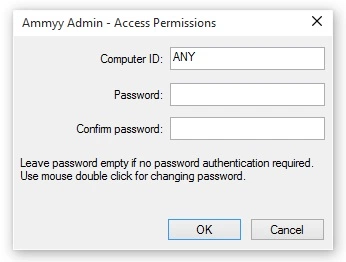 Ammyy Admin - Access Permissions
Computer ID: ANY
Password:
Confirm password:
Leave password empty if no password authentication required.
Use mouse double click for changing password.
OK Cancel